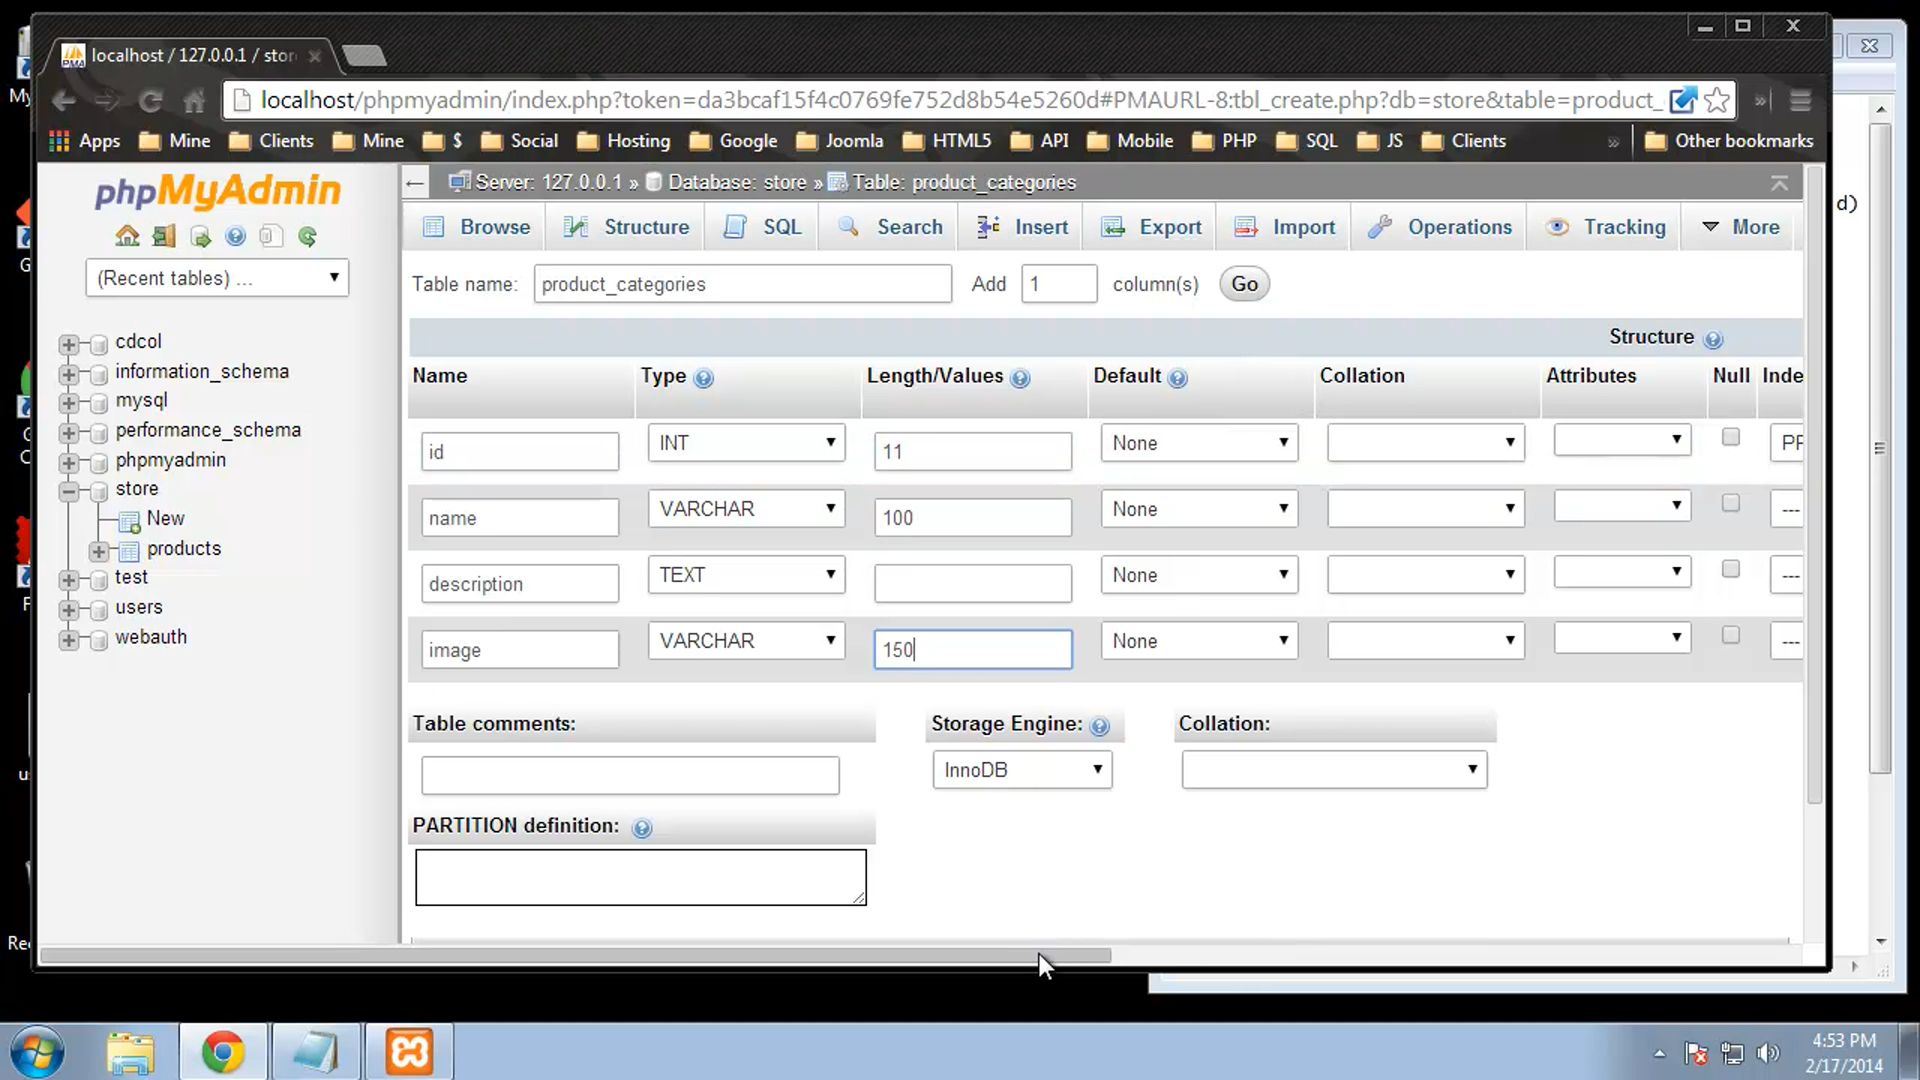 localhost / 127.0.0.1 / stor
localhost/phpmyadmin/index.php?token=da3bcaf15f4c0769fe752d8b54e5260d#PMAURL-8:tbl_create.php?db=store&table=product_
Apps Mine Clients Mine $ Social Hosting Google Joomla HTML5 API Mobile PHP SQL JS Clients » Other bookmarks
phpMyAdmin
(Recent tables) ...
cdcol
information_schema
mysql
performance_schema
phpmyadmin
store
New
products
test
users
webauth
Server: 127.0.0.1 » Database: store » Table: product_categories
Browse Structure SQL Search Insert Export Import Operations Tracking More
Table name: product_categories Add 1 column(s) Go
Structure
Name Type Length/Values Default Collation Attributes Null Inde
id INT 11 None PF
name VARCHAR 100 None ---
description TEXT None ---
image VARCHAR 150 None ---
Table comments: Storage Engine: Collation:
InnoDB
PARTITION definition:
d)
My
G
G
C
F
u
Re
4:53 PM
2/17/2014